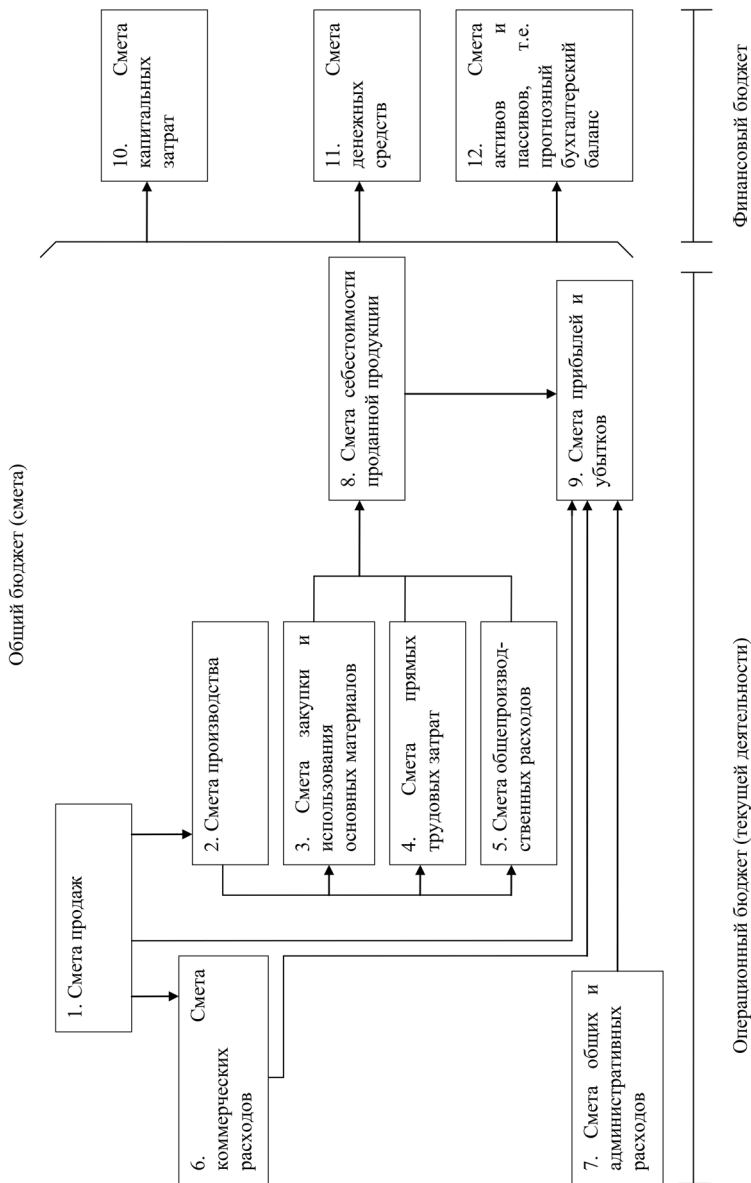 Общий бюджет (смета)
1. Смета продаж
6. Смета
коммерческих
расходов
2. Смета производства
3. Смета закупки и
использования
основных материалов
4. Смета прямых
трудовых затрат
5. Смета общепроизвод-
ственных расходов
7. Смета общих и
административных
расходов
8. Смета себестоимости
проданной продукции
9. Смета прибылей и
убытков
10. Смета
капитальных
затрат
11. Смета
денежных
средств
12. Смета
активов и
пассивов, т.е.
прогнозный
бухгалтерский
баланс
Операционный бюджет (текущей деятельности)
Финансовый бюджет